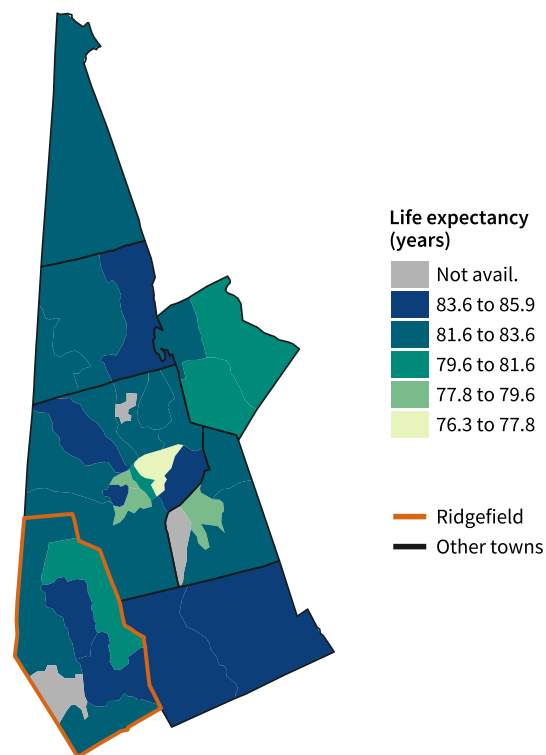 Life expectancy
(years)
Not avail.
83.6 to 85.9
81.6 to 83.6
79.6 to 81.6
77.8 to 79.6
76.3 to 77.8
Ridgefield
Other towns